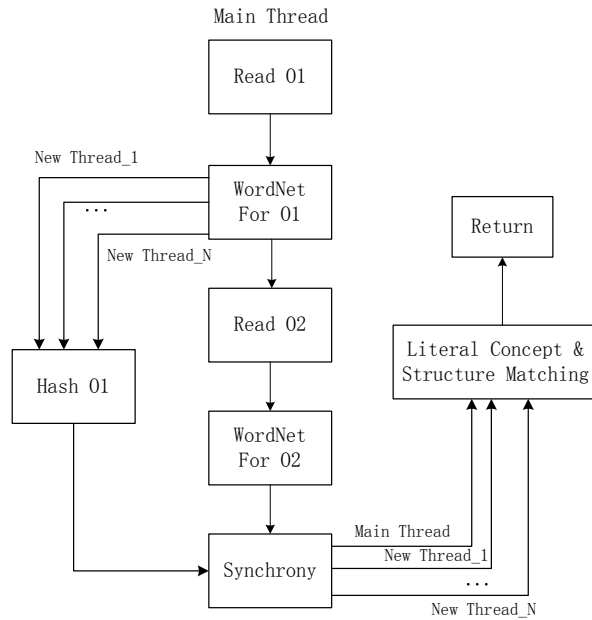 Main Thread
Read O1
New Thread_1
...
WordNet
For O1
New Thread_N
Return
Read O2
Literal Concept &
Structure Matching
Hash O1
WordNet
For O2
Main Thread
New Thread_1
Synchrony
...
New Thread_N